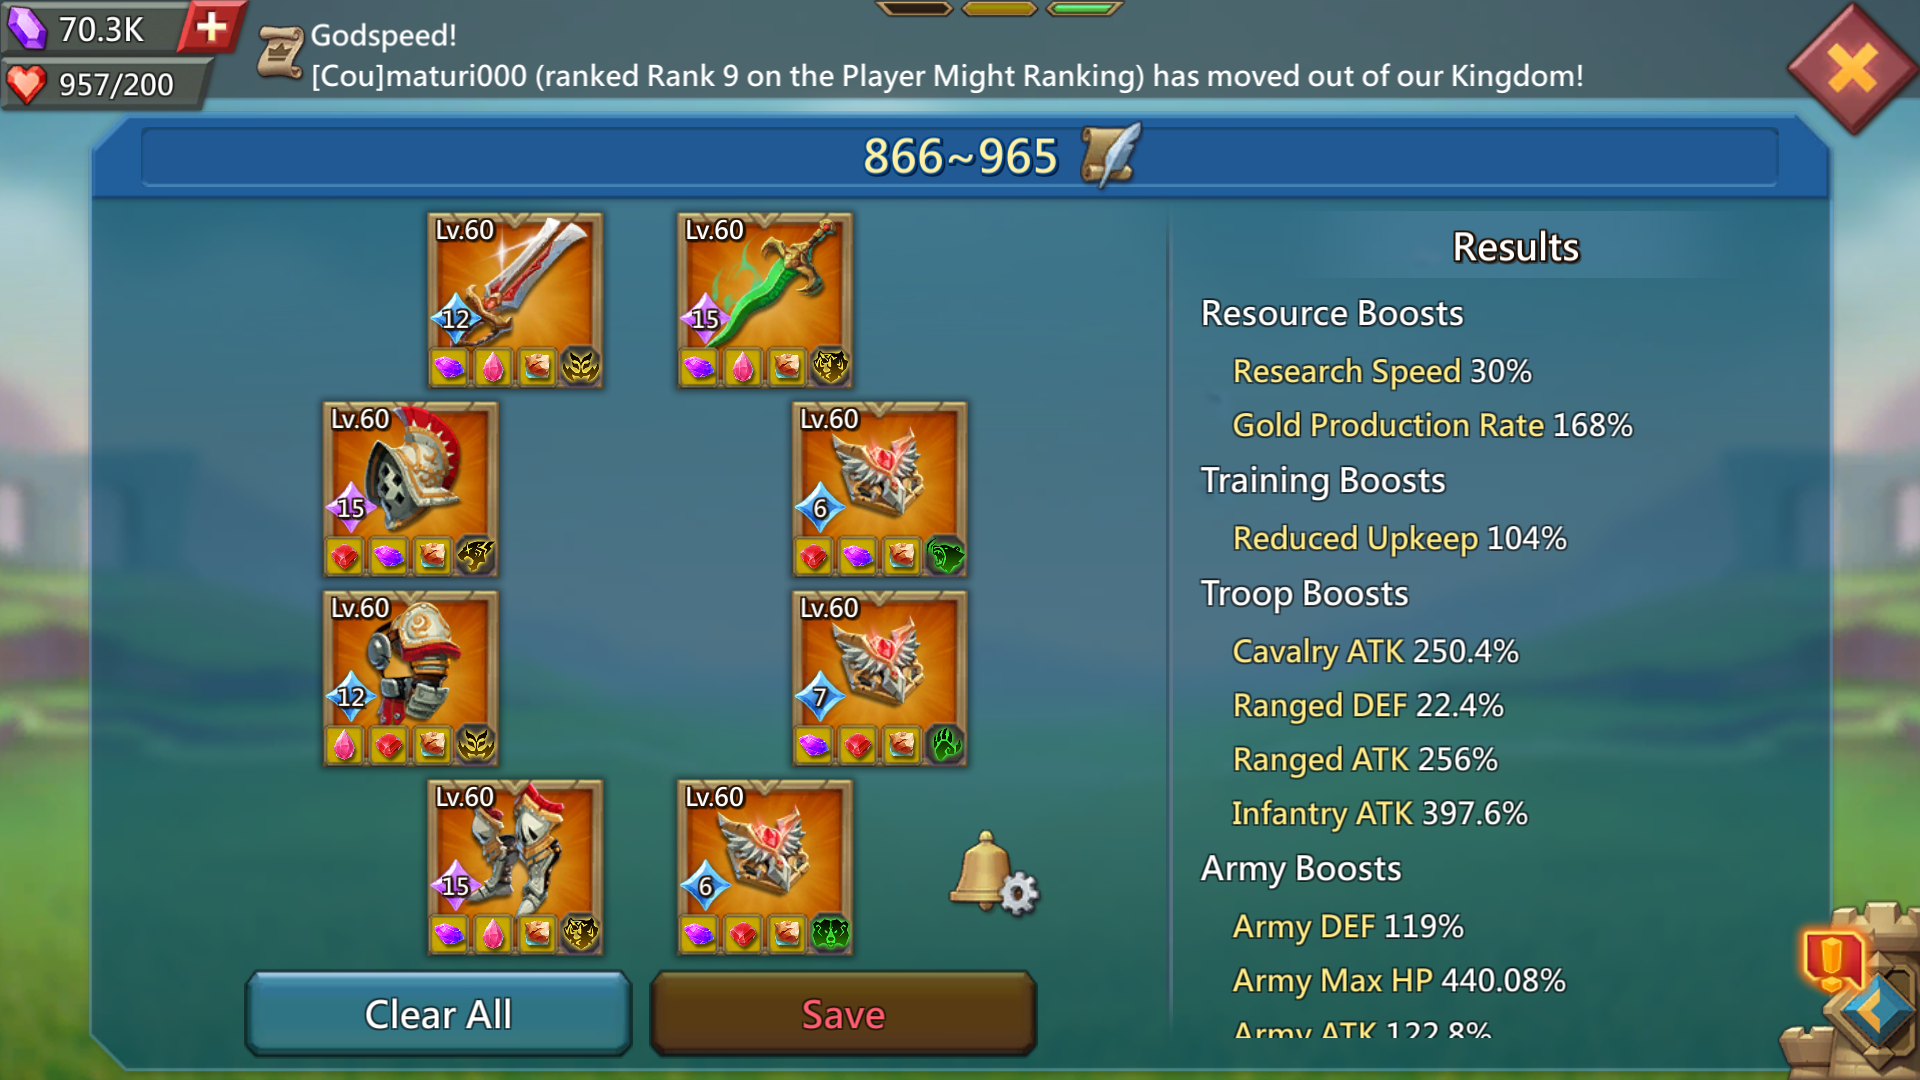 70.3K
957/200
Godspeed!
[Cou]maturi000 (ranked Rank 9 on the Player Might Ranking) has moved out of our Kingdom!
866~965
Lv.60
12
Lv.60
15
Lv.60
15
Lv.60
6
Lv.60
12
Lv.60
7
Lv.60
15
Lv.60
6
Clear All
Save
Results
Resource Boosts
Research Speed 30%
Gold Production Rate 168%
Training Boosts
Reduced Upkeep 104%
Troop Boosts
Cavalry ATK 250.4%
Ranged DEF 22.4%
Ranged ATK 256%
Infantry ATK 397.6%
Army Boosts
Army DEF 119%
Army Max HP 440.08%
Army ATK 122.8%